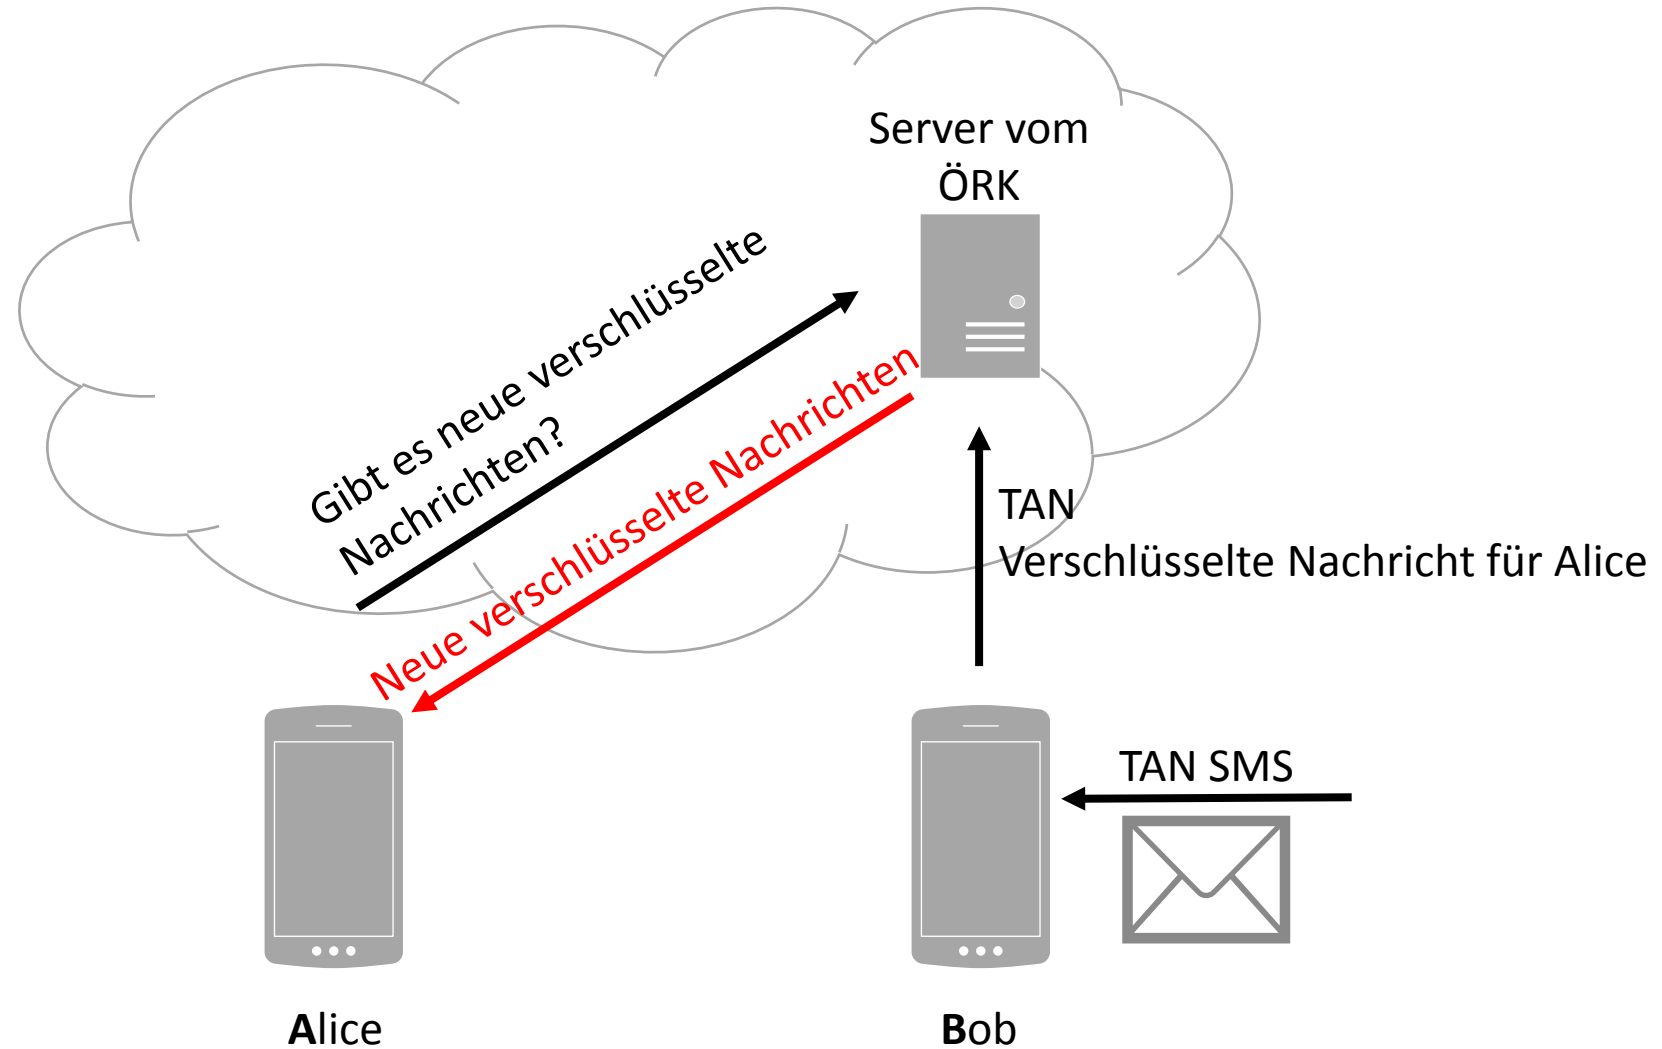 Server vom
ÖRK
Gibt es neue verschlüsselte
Nachrichten?
Neue verschlüsselte Nachrichten
TAN
Verschlüsselte Nachricht für Alice
TAN SMS
Alice
Bob